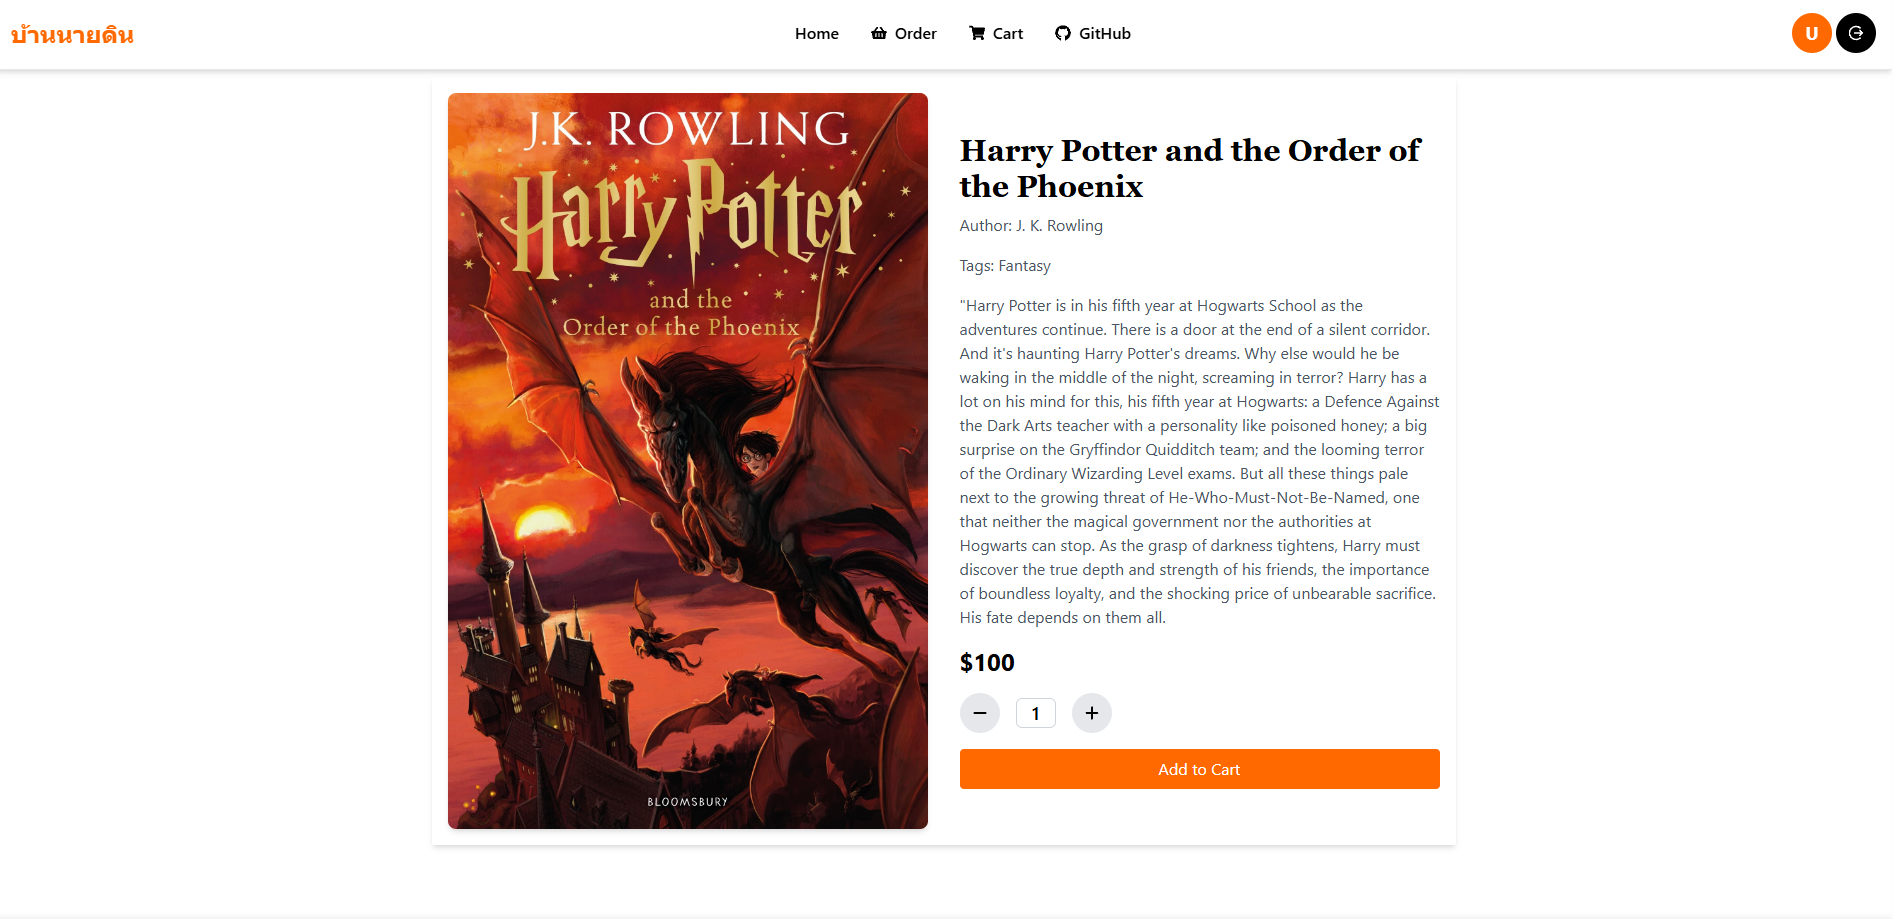 บ้านนายดิน
Home
Order
Cart
GitHub
U
J.K. ROWLING
Harry Potter
and the
Order of the Phoenix
BLOOMSBURY
Harry Potter and the Order of
the Phoenix
Author: J. K. Rowling
Tags: Fantasy
"Harry Potter is in his fifth year at Hogwarts School as the
adventures continue. There is a door at the end of a silent corridor.
And it's haunting Harry Potter's dreams. Why else would he be
waking in the middle of the night, screaming in terror? Harry has a
lot on his mind for this, his fifth year at Hogwarts: a Defence Against
the Dark Arts teacher with a personality like poisoned honey; a big
surprise on the Gryffindor Quidditch team; and the looming terror
of the Ordinary Wizarding Level exams. But all these things pale
next to the growing threat of He-Who-Must-Not-Be-Named, one
that neither the magical government nor the authorities at
Hogwarts can stop. As the grasp of darkness tightens, Harry must
discover the true depth and strength of his friends, the importance
of boundless loyalty, and the shocking price of unbearable sacrifice.
His fate depends on them all.
$100
− 1 +
Add to Cart